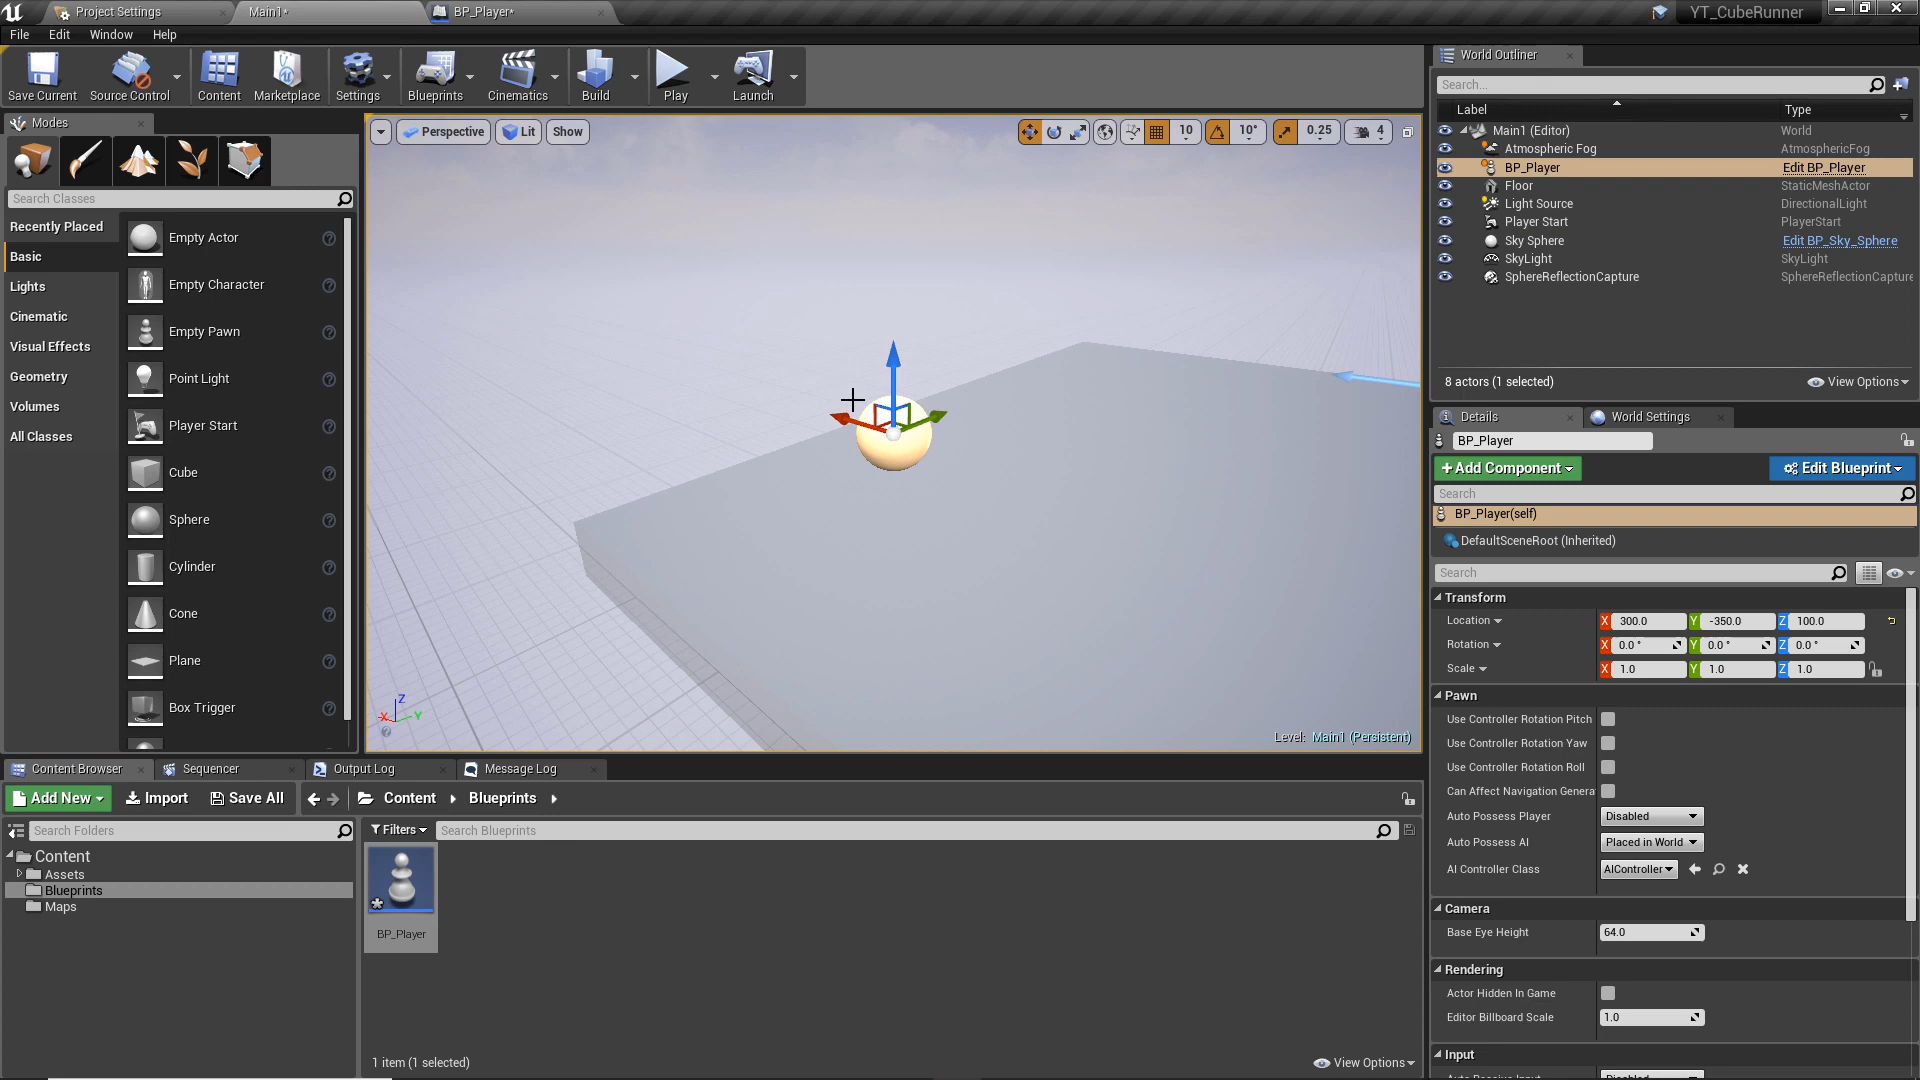 Project Settings
Main1*
BP_Player*
YT_CubeRunner
File Edit Window Help
Save Current
Source Control
Content
Marketplace
Settings
Blueprints
Cinematics
Build
Play
Launch
Modes
Search Classes
Recently Placed
Basic
Lights
Cinematic
Visual Effects
Geometry
Volumes
All Classes
Empty Actor
Empty Character
Empty Pawn
Point Light
Player Start
Cube
Sphere
Cylinder
Cone
Plane
Box Trigger
Perspective
Lit
Show
10
10°
0.25
4
Z
X
Y
Level: Main1 (Persistent)
World Outliner
Search...
Label Type
Main1 (Editor) World
Atmospheric Fog AtmosphericFog
BP_Player Edit BP_Player
Floor StaticMeshActor
Light Source DirectionalLight
Player Start PlayerStart
Sky Sphere Edit BP_Sky_Sphere
SkyLight SkyLight
SphereReflectionCapture SphereReflectionCapture
8 actors (1 selected) View Options
Details
World Settings
BP_Player
+Add Component
Edit Blueprint
Search
BP_Player(self)
DefaultSceneRoot (Inherited)
Search
Transform
Location X 300.0 Y -350.0 Z 100.0
Rotation X 0.0 ° Y 0.0 ° Z 0.0 °
Scale X 1.0 Y 1.0 Z 1.0
Pawn
Use Controller Rotation Pitch
Use Controller Rotation Yaw
Use Controller Rotation Roll
Can Affect Navigation Genera
Auto Possess Player Disabled
Auto Possess AI Placed in World
AI Controller Class AIController
Camera
Base Eye Height 64.0
Rendering
Actor Hidden In Game
Editor Billboard Scale 1.0
Input
Content Browser
Sequencer
Output Log
Message Log
Add New
Import
Save All
Content
Blueprints
Search Folders
Content
Assets
Blueprints
Maps
Filters
Search Blueprints
BP_Player
1 item (1 selected)
View Options